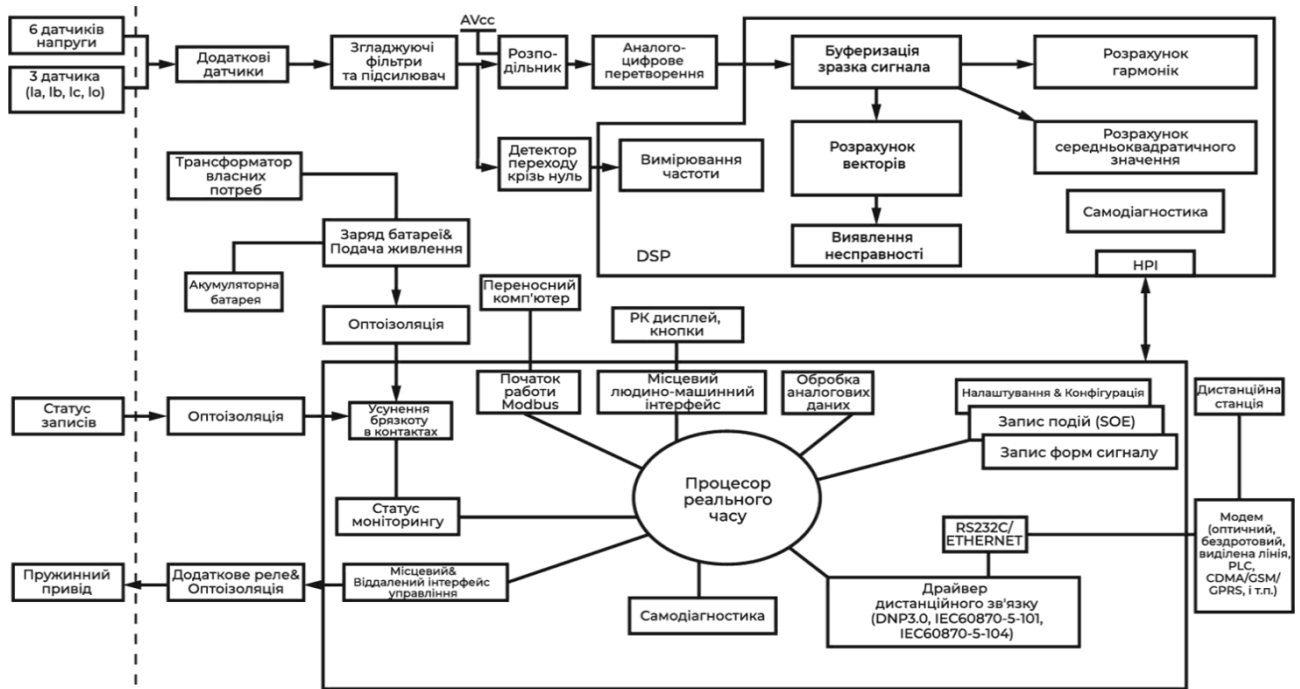 6 датчиків
напруги
3 датчика
(Ia, Ib, Ic, Io)
Додаткові
датчики
Згладжуючі
фільтри
та підсилювач
AVcc
Розпо-
дільник
Аналого-
цифрове
перетворення
Буферизація
зразка сигнала
Розрахунок
гармонік
Розрахунок
середньоквадратичного
значення
Детектор
переходу
крізь нуль
Вимірювання
частоти
Розрахунок
векторів
Виявлення
несправності
Самодіагностика
DSP
HPI
Трансформатор
власних
потреб
Заряд батареї&
Подача живлення
Акумуляторна
батарея
Оптоізоляція
Переносний
комп'ютер
РК дисплей,
кнопки
Статус
записів
Оптоізоляція
Усунення
брязкоту
в контактах
Початок
работи
Modbus
Місцевий
людино-машинний
інтерфейс
Обробка
аналогових
даних
Налаштування & Конфігурація
Запис подій (SOE)
Запис форм сигналу
Дистанційна
станція
Процесор
реального
часу
Статус
моніторингу
RS232C/
ETHERNET
Модем
(оптичний,
бездротовий,
виділена лінія,
PLC,
CDMA/GSM/
GPRS, і т.п.)
Пружинний
привід
Додаткове реле&
Оптоізоляція
Місцевий&
Віддалений інтерфейс
управління
Самодіагностика
Драйвер
дистанційного зв'язку
(DNP3.0, IEC60870-5-101,
IEC60870-5-104)